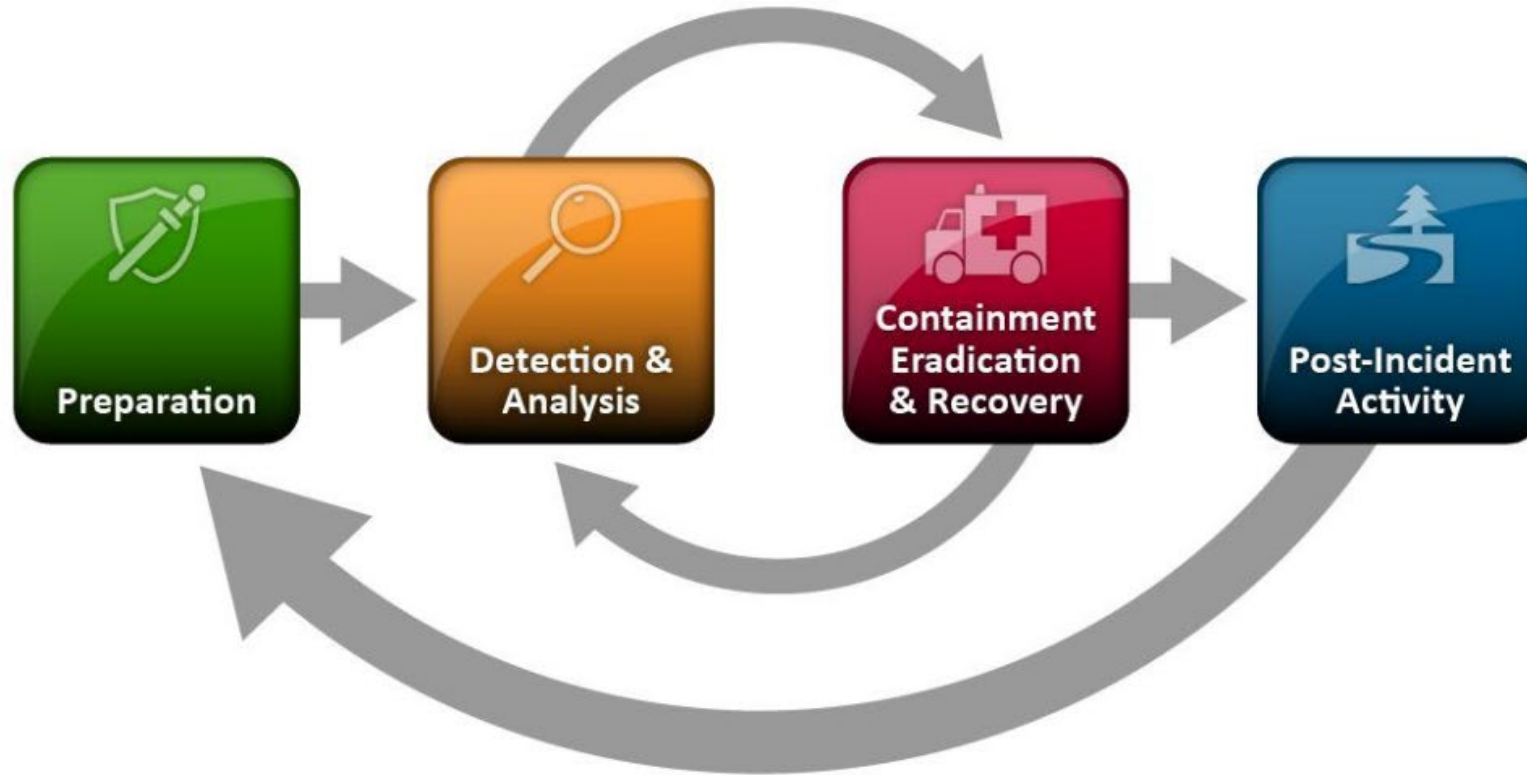 Preparation
Detection &
Analysis
Containment
Eradication
& Recovery
Post-Incident
Activity